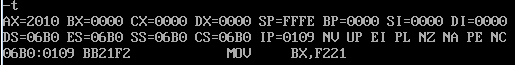 -t
AX=2010 BX=0000 CX=0000 DX=0000 SP=FFFE BP=0000 SI=0000 DI=0000
DS=06B0 ES=06B0 SS=06B0 CS=06B0 IP=0109 NV UP EI PL NZ NA PE NC
06B0:0109 BB21F2 MOV BX,F221